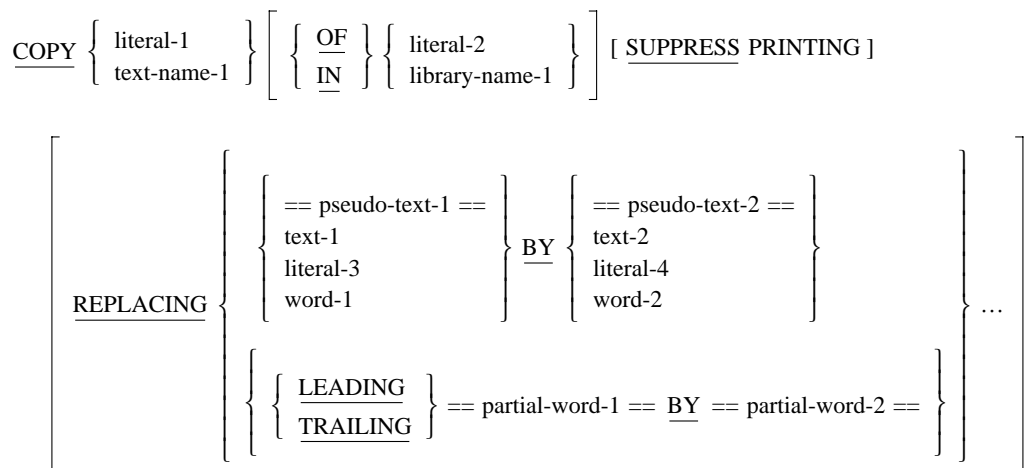 COPY { literal-1 text-name-1 } [ { OF IN } { literal-2 library-name-1 } ] [ SUPPRESS PRINTING ]
== pseudo-text-1 == == pseudo-text-2 ==
text-1 text-2
literal-3 BY literal-4
word-1 word-2
REPLACING ...
LEADING
TRAILING == partial-word-1 == BY == partial-word-2 ==